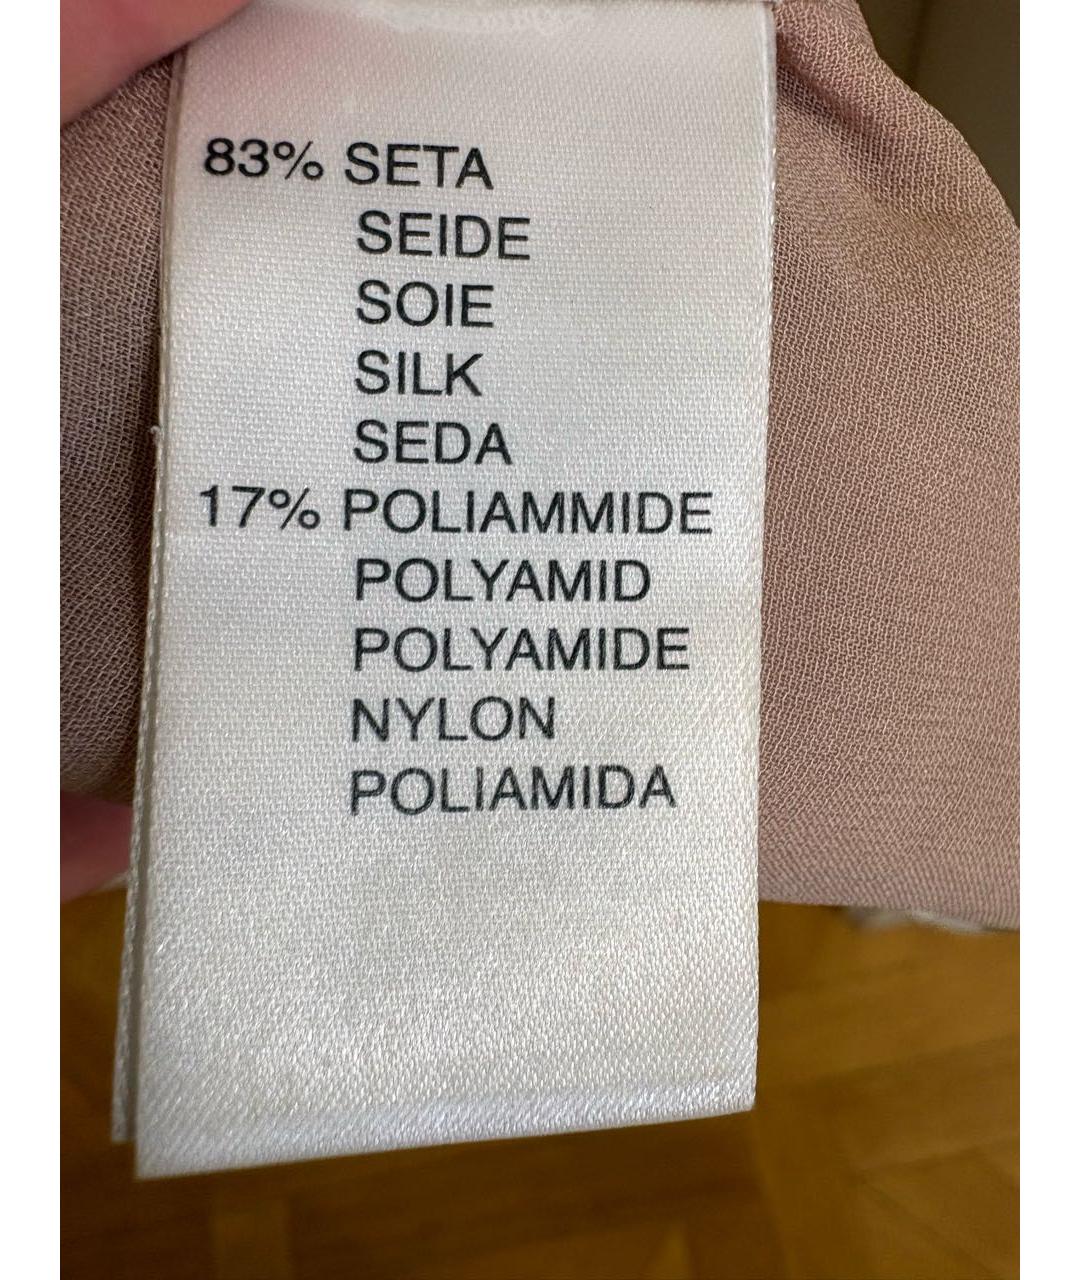 83% SETA
SEIDE
SOIE
SILK
SEDA
17% POLIAMMIDE
POLYAMID
POLYAMIDE
NYLON
POLIAMIDA